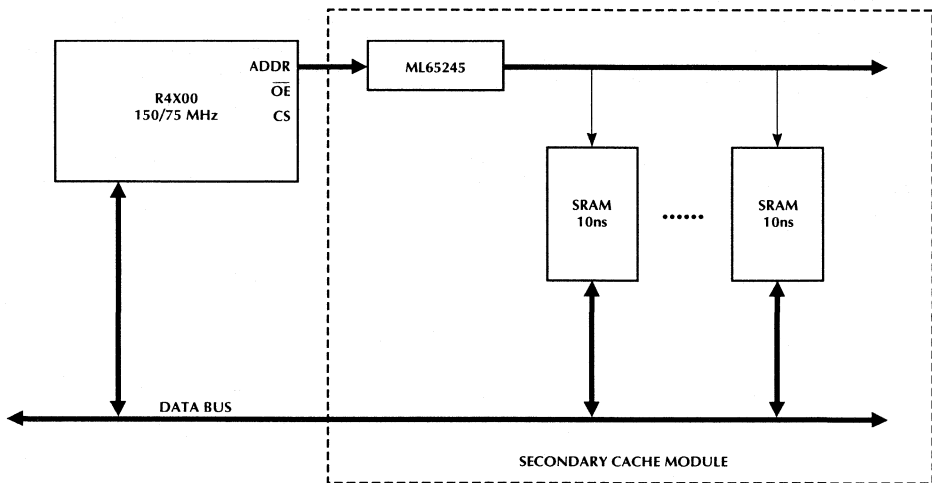 ADDR
ML65245
OE
R4X00
150/75 MHz
CS
SRAM
10ns
......
SRAM
10ns
DATA BUS
SECONDARY CACHE MODULE